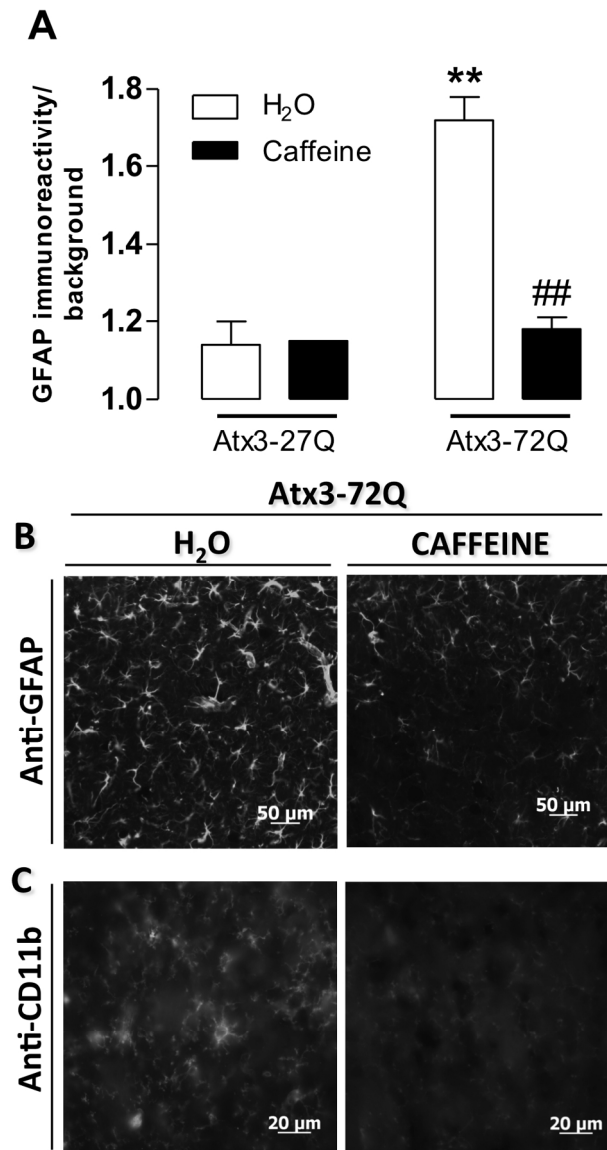 A
GFAP immunoreactivity/
background
1.8
1.6
1.4
1.2
1.0
H₂O
Caffeine
**
##
Atx3-27Q
Atx3-72Q
Atx3-72Q
B
H₂O
CAFFEINE
Anti-GFAP
50 µm
50 µm
C
Anti-CD11b
20 µm
20 µm